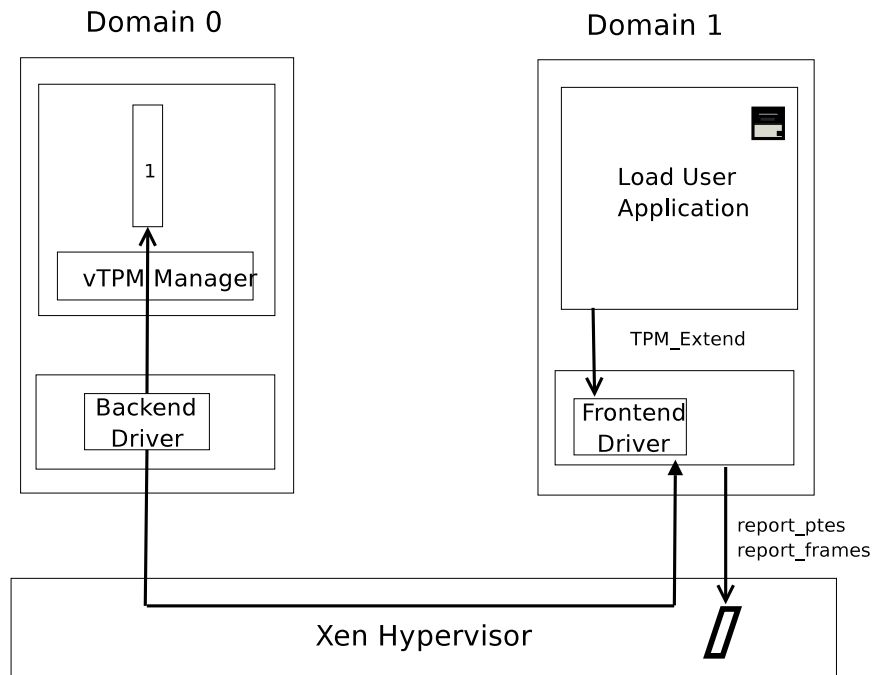 Domain 0
Domain 1
1
vTPM Manager
Load User
Application
TPM_Extend
Backend
Driver
Frontend
Driver
report_ptes
report_frames
Xen Hypervisor